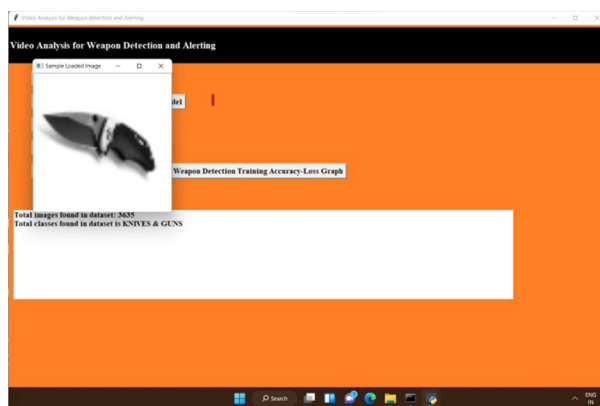 Video Analysis for Weapon detection and Alerting
Video Analysis for Weapon Detection and Alerting
Sample Loaded Image
del
Weapon Detection Training Accuracy-Loss Graph
Total images found in dataset: 3635
Total classes found in dataset is KNIVES & GUNS
Search
ENG
IN